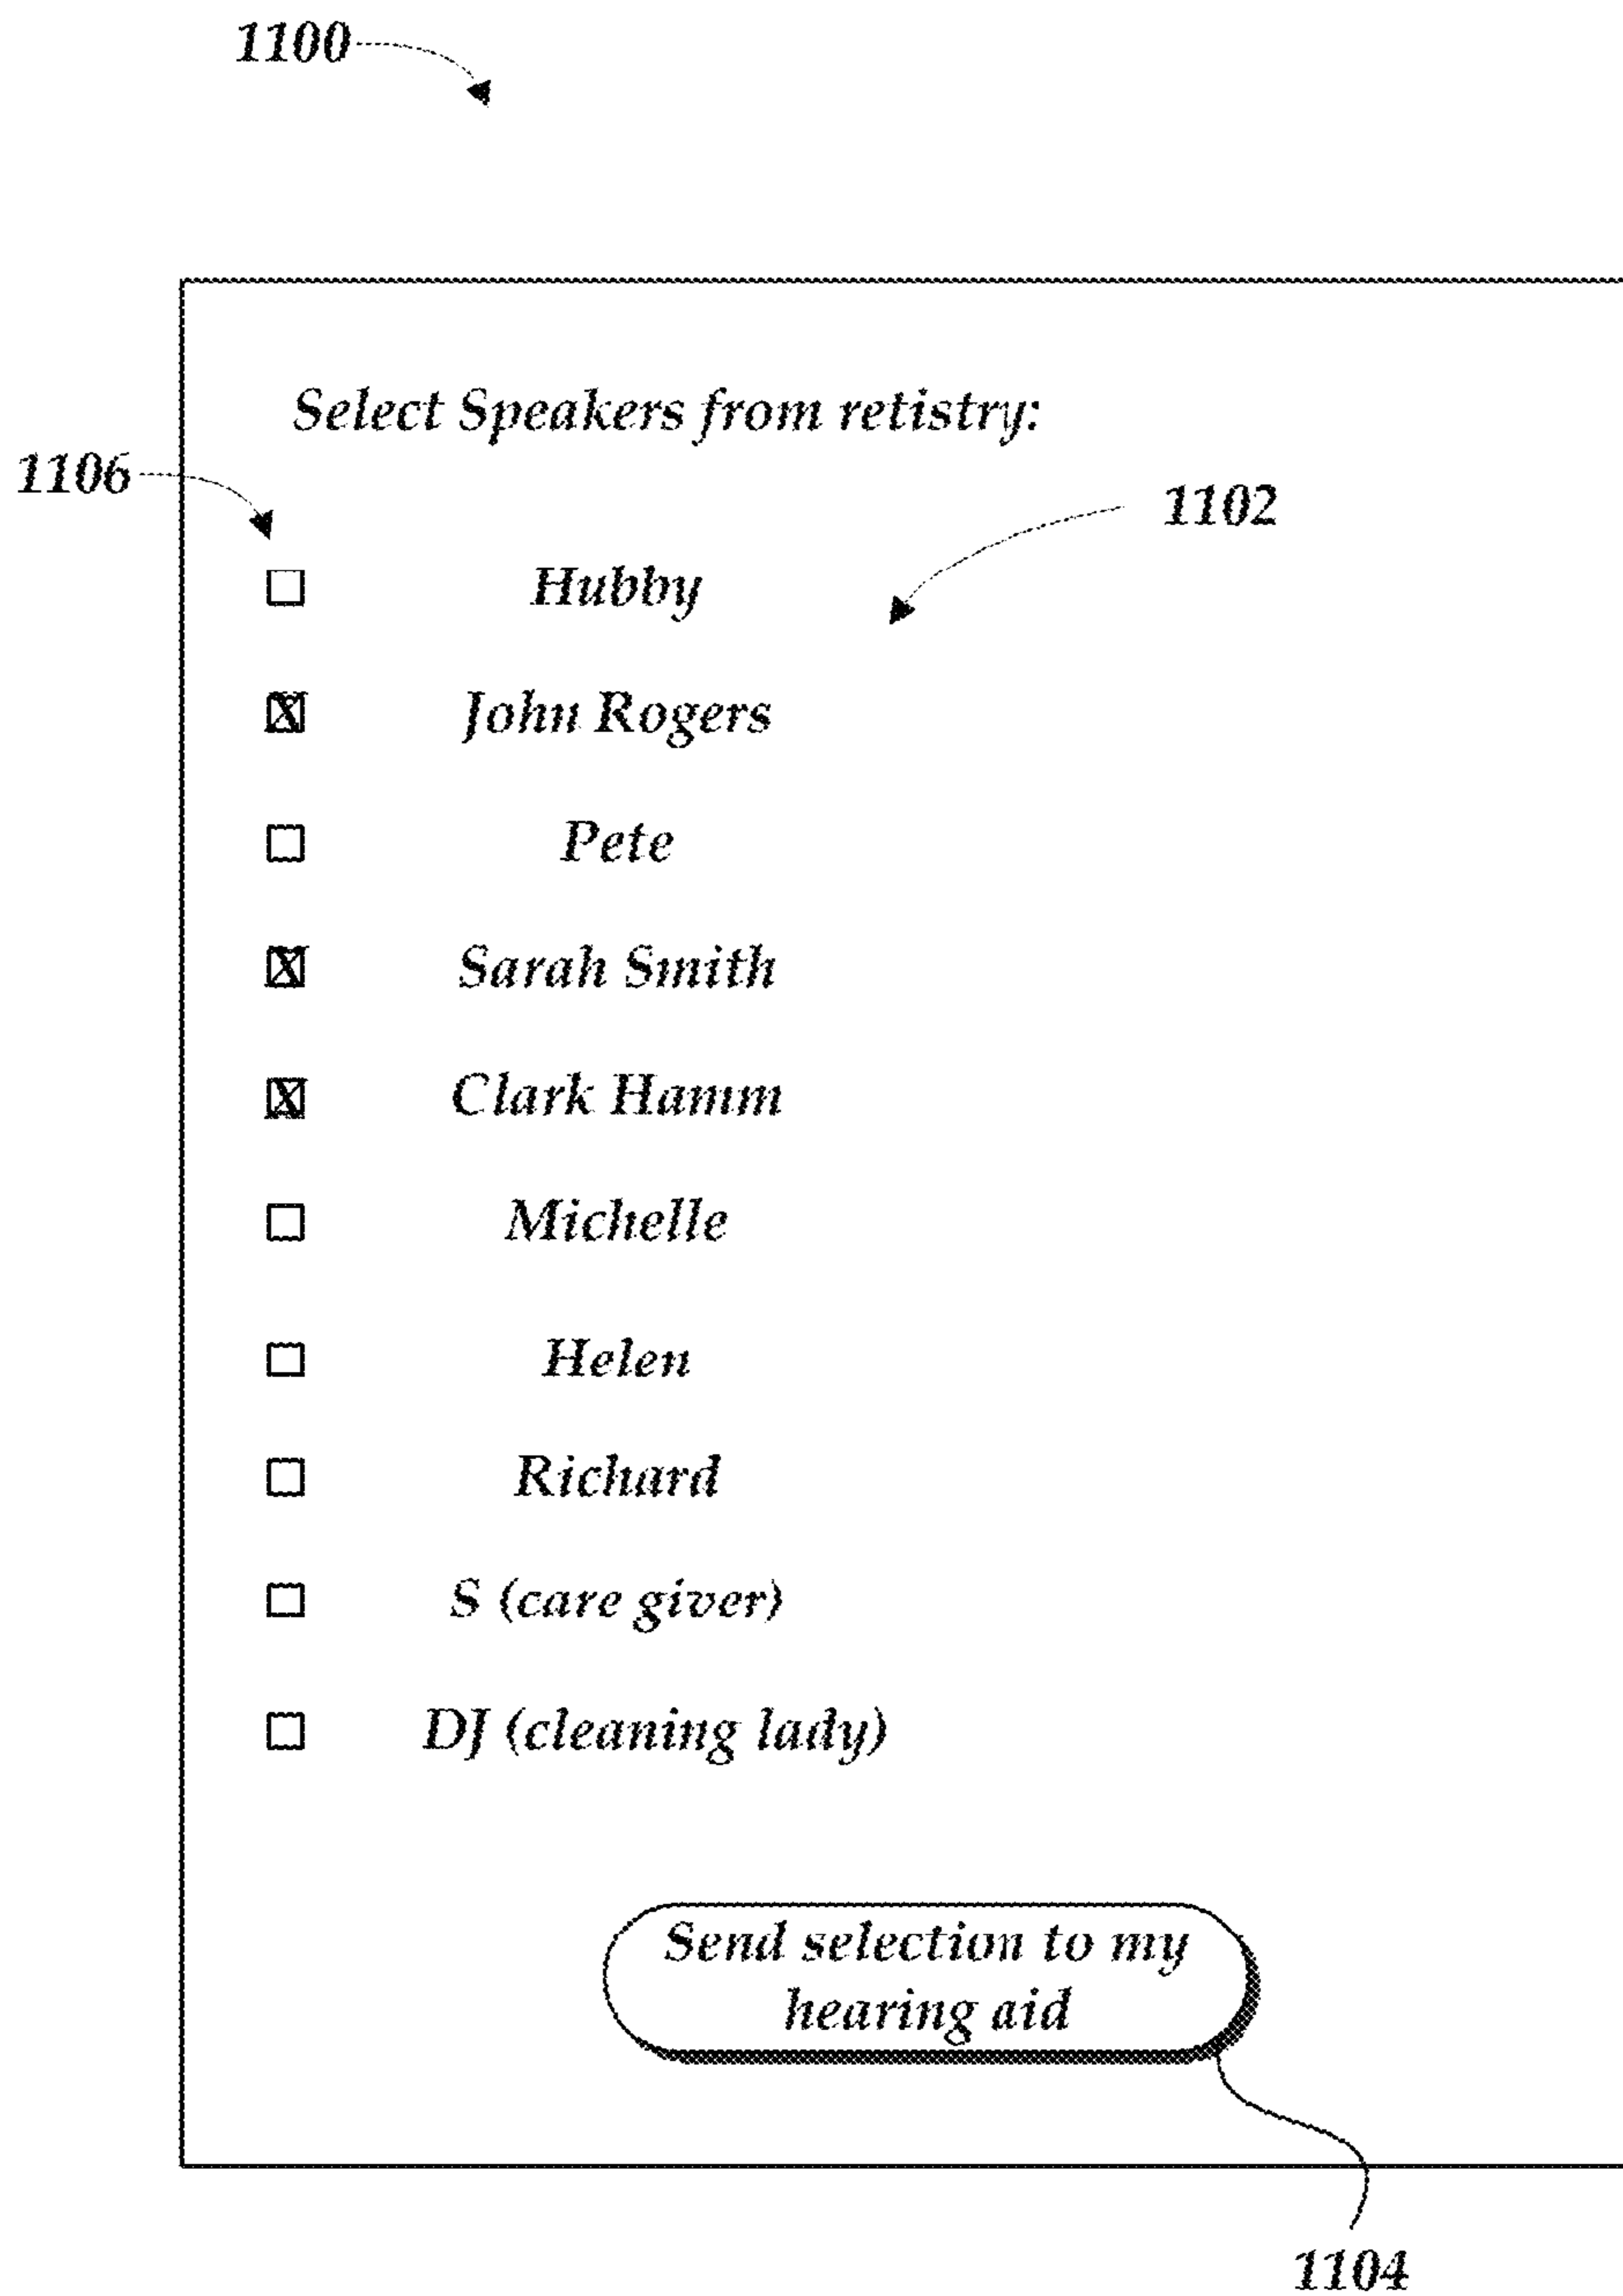 1100
Select Speakers from retistry:
1106
1102
Hubby
X John Rogers
Pete
X Sarah Smith
X Clark Hamm
Michelle
Helen
Richard
S (care giver)
DJ (cleaning lady)
Send selection to my
hearing aid
1104